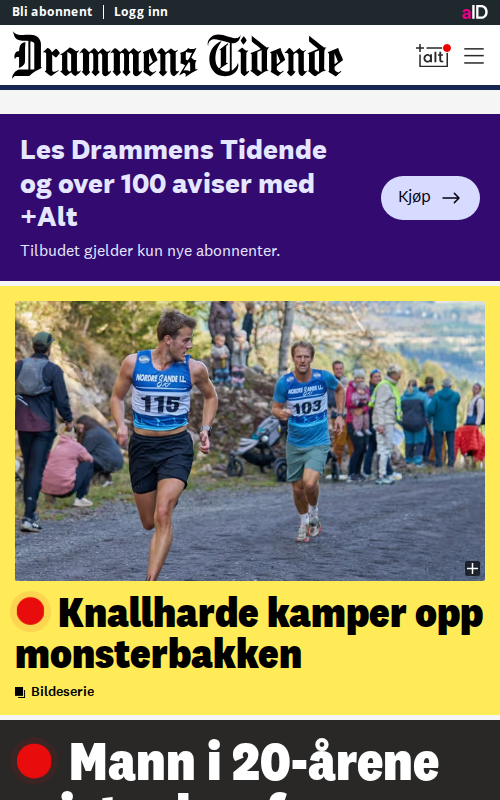 Bli abonnent | Logg inn
aID
Drammens Tidende
+alt
Les Drammens Tidende
og over 100 aviser med
+Alt
Kjøp →
Tilbudet gjelder kun nye abonnenter.
NORDRE SANDE I.L.
115
103
Knallharde kamper opp
monsterbakken
Bildeserie
Mann i 20-årene